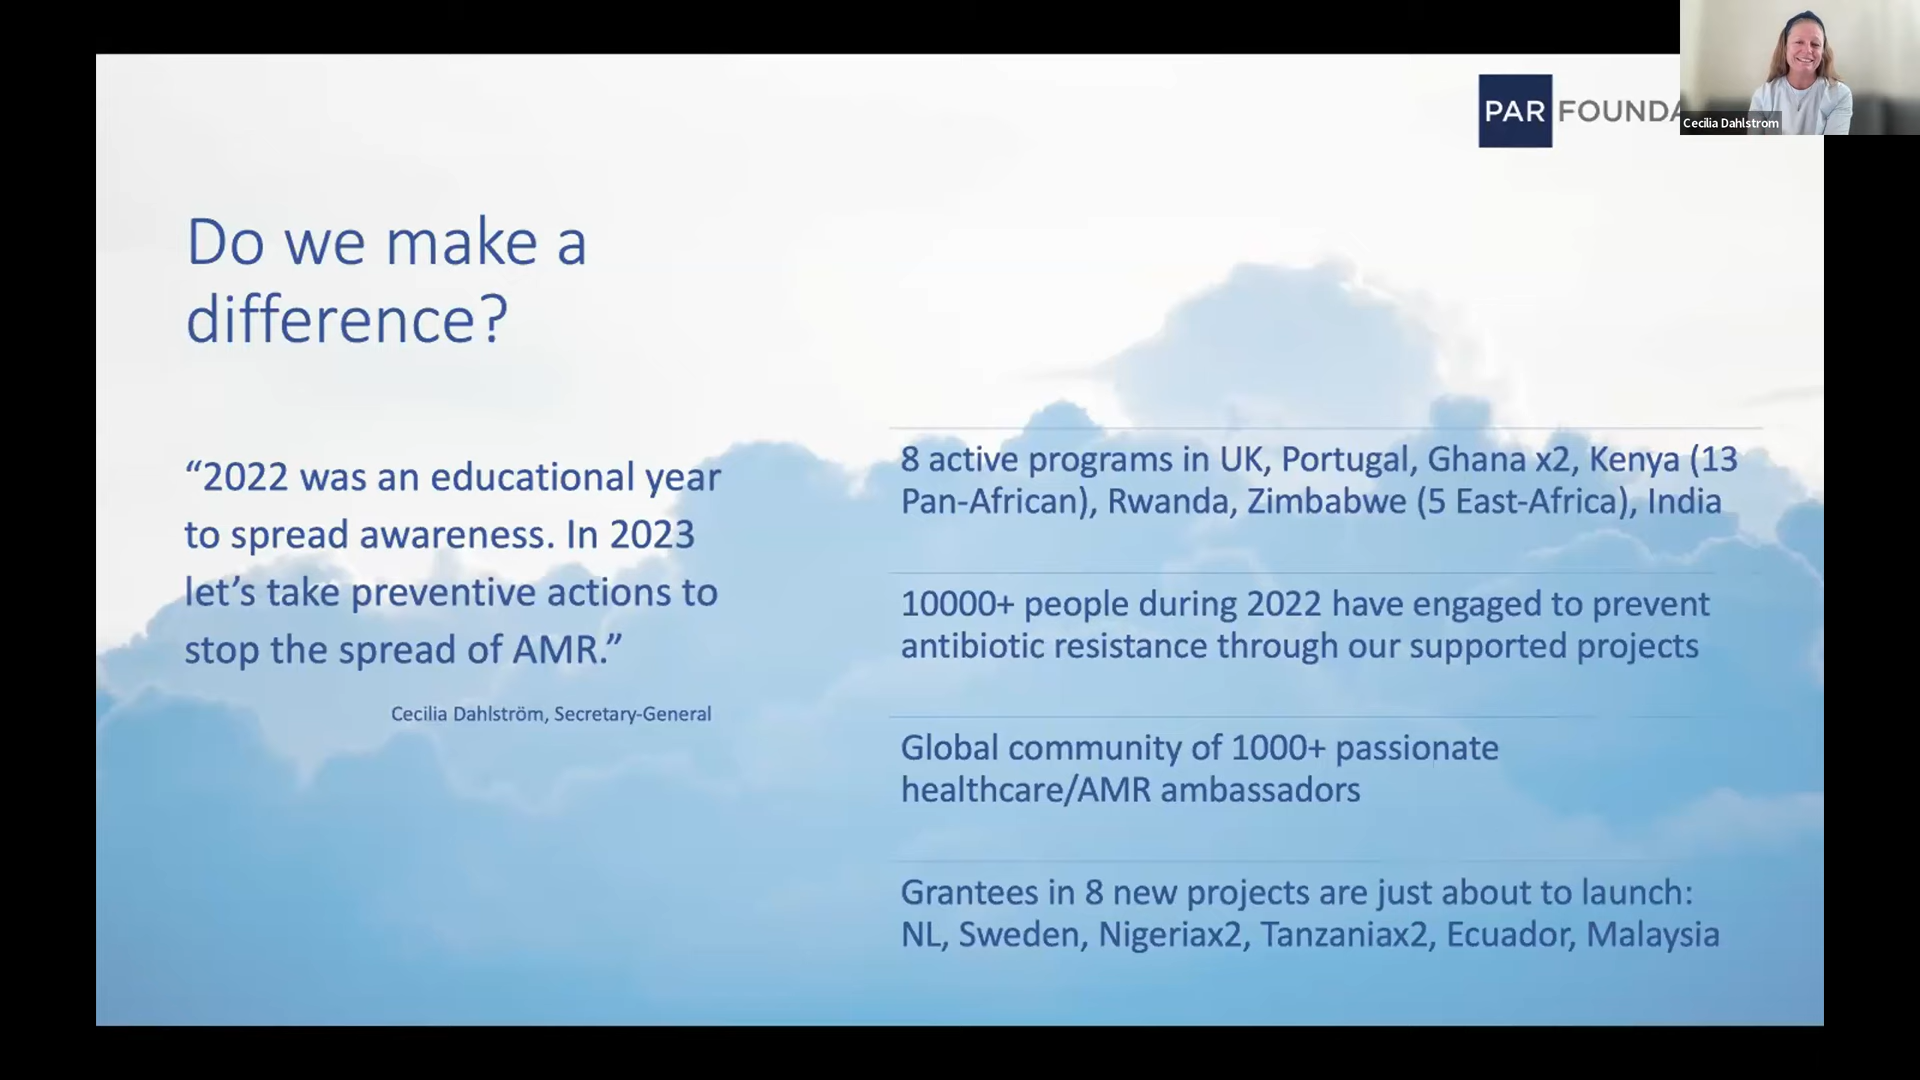 PAR FOUNDA
Cecilia Dahlstrom
Do we make a
difference?
“2022 was an educational year
to spread awareness. In 2023
let’s take preventive actions to
stop the spread of AMR.”
Cecilia Dahlström, Secretary-General
8 active programs in UK, Portugal, Ghana x2, Kenya (13
Pan-African), Rwanda, Zimbabwe (5 East-Africa), India
10000+ people during 2022 have engaged to prevent
antibiotic resistance through our supported projects
Global community of 1000+ passionate
healthcare/AMR ambassadors
Grantees in 8 new projects are just about to launch:
NL, Sweden, Nigeriax2, Tanzaniax2, Ecuador, Malaysia